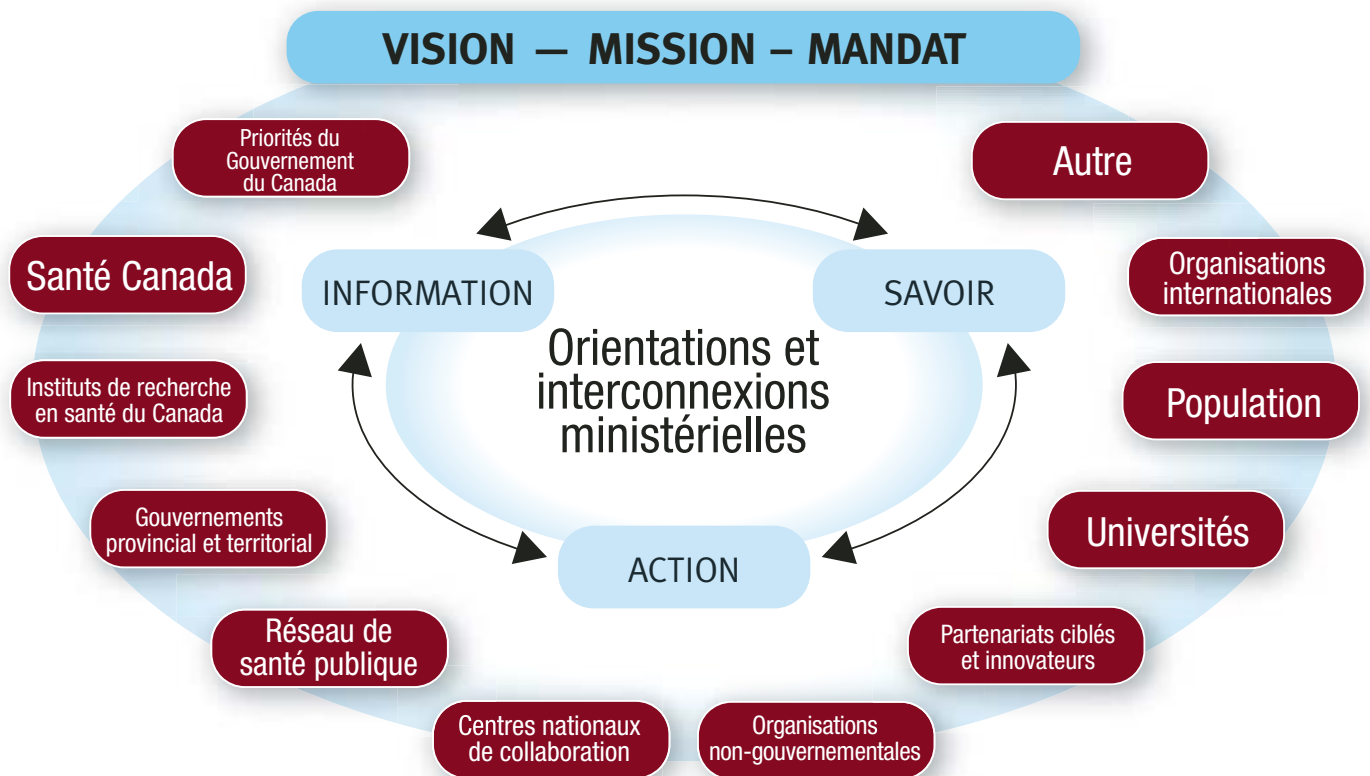 VISION — MISSION – MANDAT
Priorités du
Gouvernement
du Canada
Autre
Santé Canada
INFORMATION
SAVOIR
Organisations
internationales
Orientations et
interconnexions
ministérielles
Instituts de recherche
en santé du Canada
Population
Gouvernements
provincial et territorial
Universités
ACTION
Réseau de
santé publique
Partenariats ciblés
et innovateurs
Centres nationaux
de collaboration
Organisations
non-gouvernementales